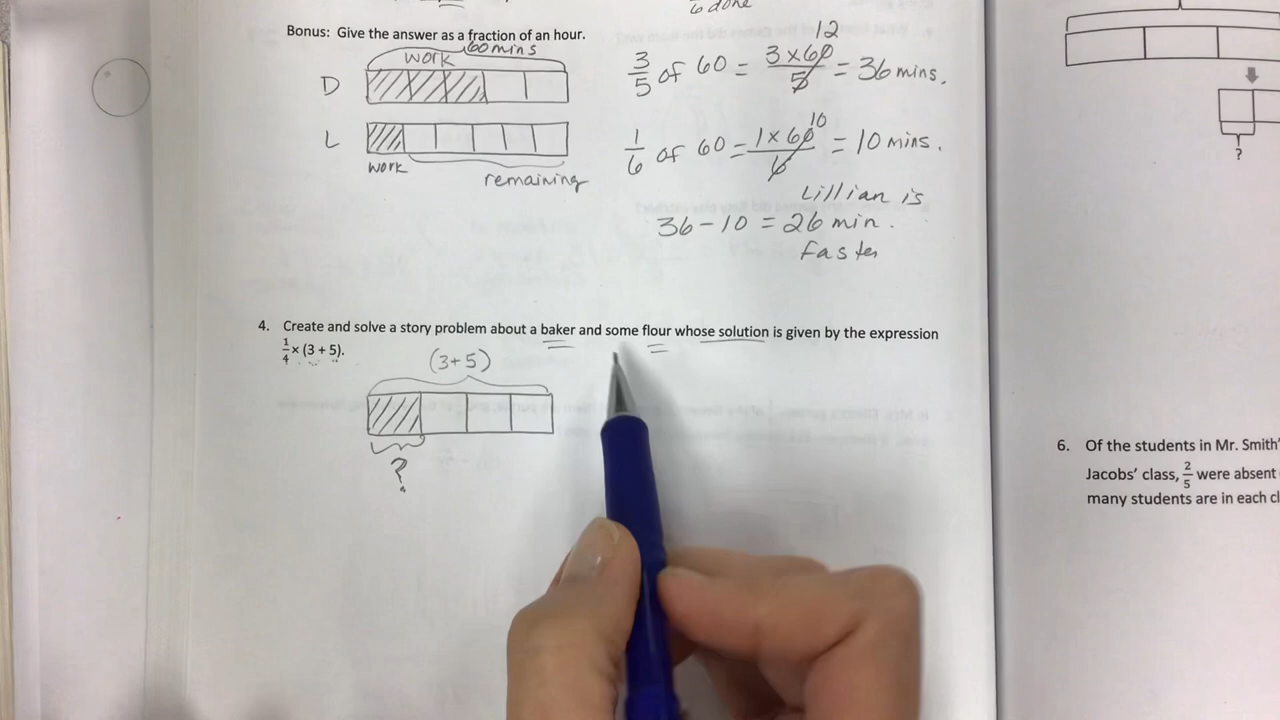 6 done
Bonus: Give the answer as a fraction of an hour.
60 mins
work
D
L
work
remaining
3/5 of 60 = 3 x 60/5 = 36 mins.
12
1/6 of 60 = 1 x 60/6 = 10 mins.
10
Lillian is
36 - 10 = 26 min.
faster
4. Create and solve a story problem about a baker and some flour whose solution is given by the expression
1/4 x (3 + 5).
(3+5)
?
?
6. Of the students in Mr. Smith'
Jacobs' class, 2/5 were absent
many students are in each cl